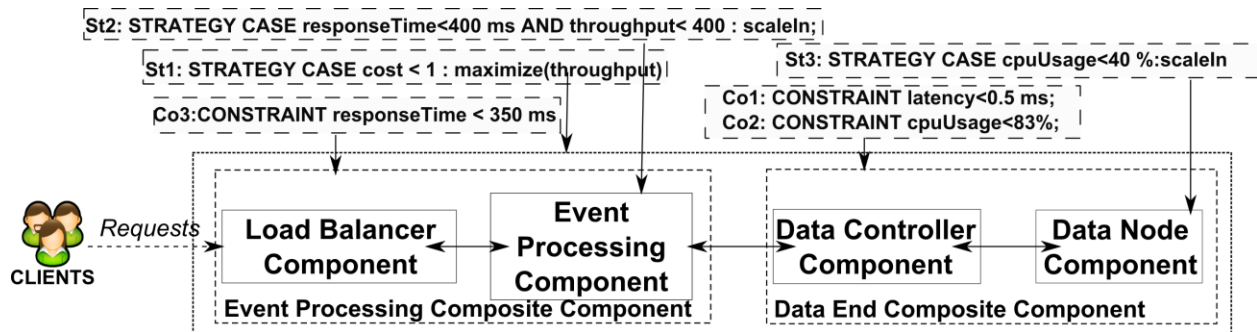 St2: STRATEGY CASE responseTime<400 ms AND throughput< 400 : scaleIn;
St1: STRATEGY CASE cost < 1 : maximize(throughput)
St3: STRATEGY CASE cpuUsage<40 %:scaleIn
Co3:CONSTRAINT responseTime < 350 ms
Co1: CONSTRAINT latency<0.5 ms;
Co2: CONSTRAINT cpuUsage<83%;
Requests
CLIENTS
Load Balancer
Component
Event
Processing
Component
Event Processing Composite Component
Data Controller
Component
Data Node
Component
Data End Composite Component